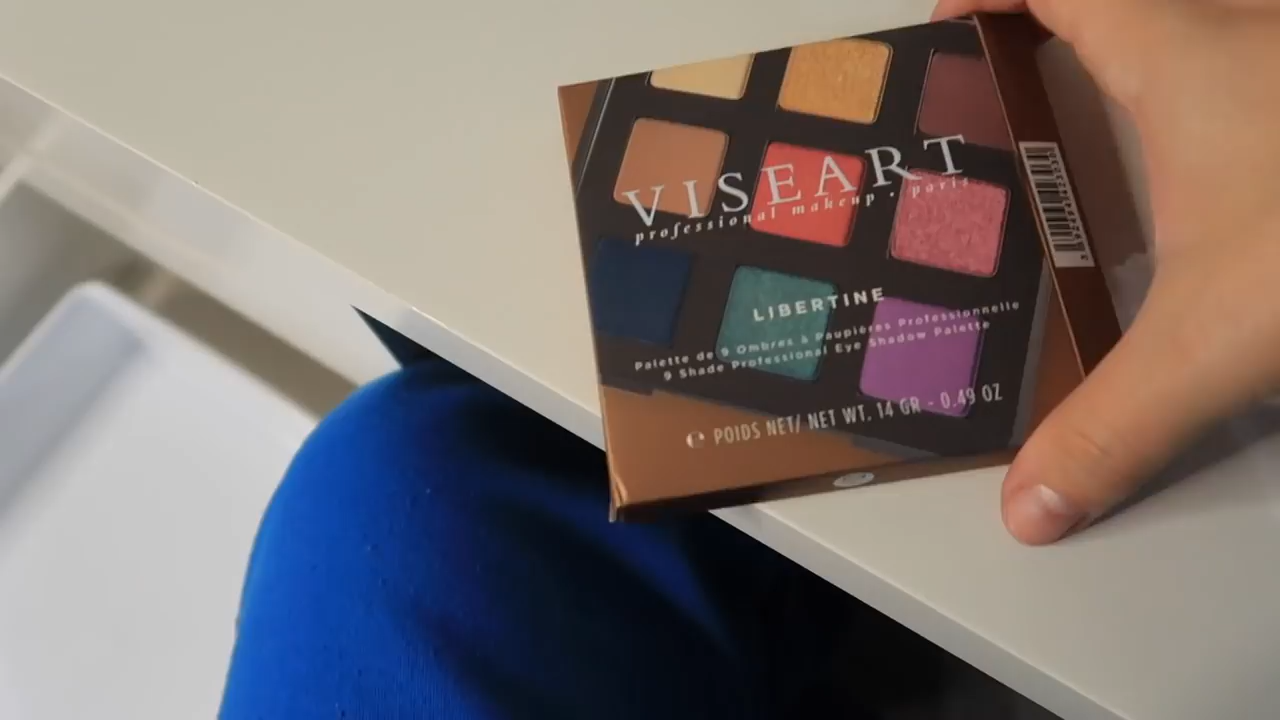 VISEART
professional makeup . paris
LIBERTINE
Palette de 9 Ombres à Paupières Professionnelle
9 Shade Professional Eye Shadow Palette
℮ POIDS NET/ NET WT. 14 GR - 0.49 OZ